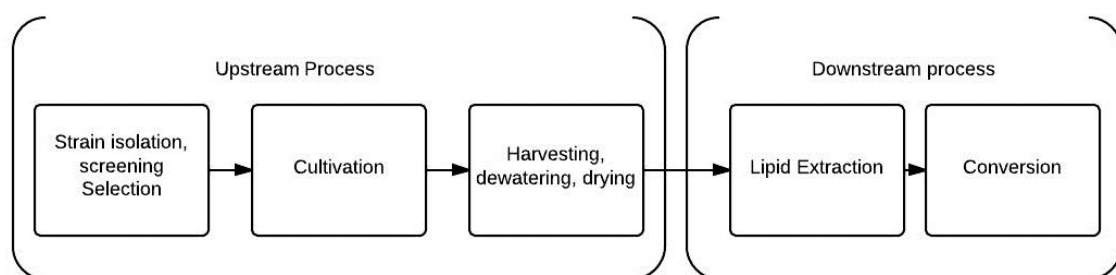 Upstream Process
Downstream process
Strain isolation,
screening
Selection
Cultivation
Harvesting,
dewatering, drying
Lipid Extraction
Conversion